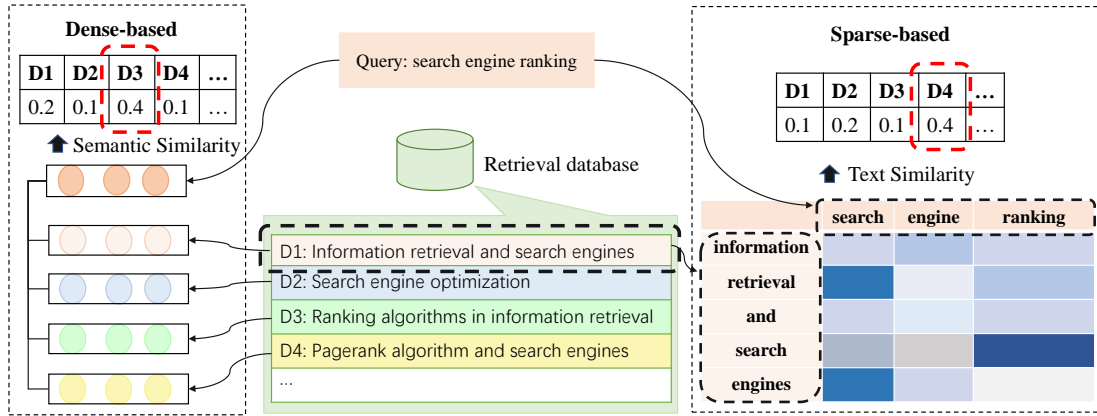 Dense-based
D1 D2 D3 D4 ...
0.2 0.1 0.4 0.1 ...
Semantic Similarity
Query: search engine ranking
Retrieval database
D1: Information retrieval and search engines
D2: Search engine optimization
D3: Ranking algorithms in information retrieval
D4: Pagerank algorithm and search engines
...
Sparse-based
D1 D2 D3 D4 ...
0.1 0.2 0.1 0.4 ...
Text Similarity
search engine ranking
information
retrieval
and
search
engines